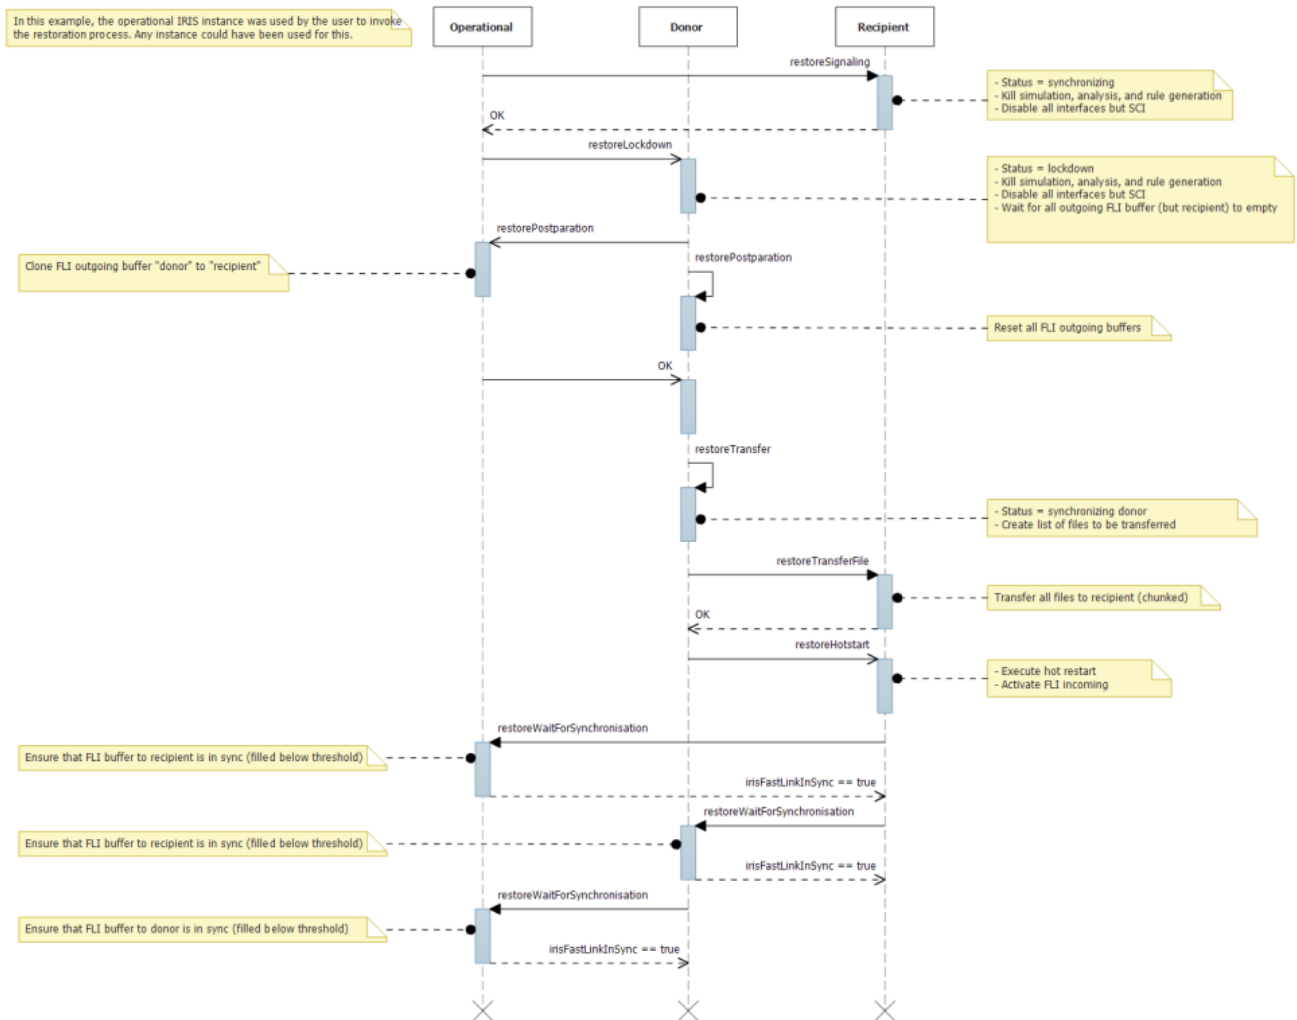 In this example, the operational IRIS instance was used by the user to invoke
the restoration process. Any instance could have been used for this.
Operational
Donor
Recipient
restoreSignaling
- Status = synchronizing
- Kill simulation, analysis, and rule generation
- Disable all interfaces but SCI
OK
restoreLockdown
- Status = lockdown
- Kill simulation, analysis, and rule generation
- Disable all interfaces but SCI
- Wait for all outgoing FLI buffer (but recipient) to empty
restorePostparation
Clone FLI outgoing buffer "donor" to "recipient"
restorePostparation
Reset all FLI outgoing buffers
OK
restoreTransfer
- Status = synchronizing donor
- Create list of files to be transferred
restoreTransferFile
Transfer all files to recipient (chunked)
OK
restoreHotstart
- Execute hot restart
- Activate FLI incoming
restoreWaitForSynchronisation
Ensure that FLI buffer to recipient is in sync (filled below threshold)
irisFastLinkInSync == true
restoreWaitForSynchronisation
Ensure that FLI buffer to recipient is in sync (filled below threshold)
irisFastLinkInSync == true
restoreWaitForSynchronisation
Ensure that FLI buffer to donor is in sync (filled below threshold)
irisFastLinkInSync == true